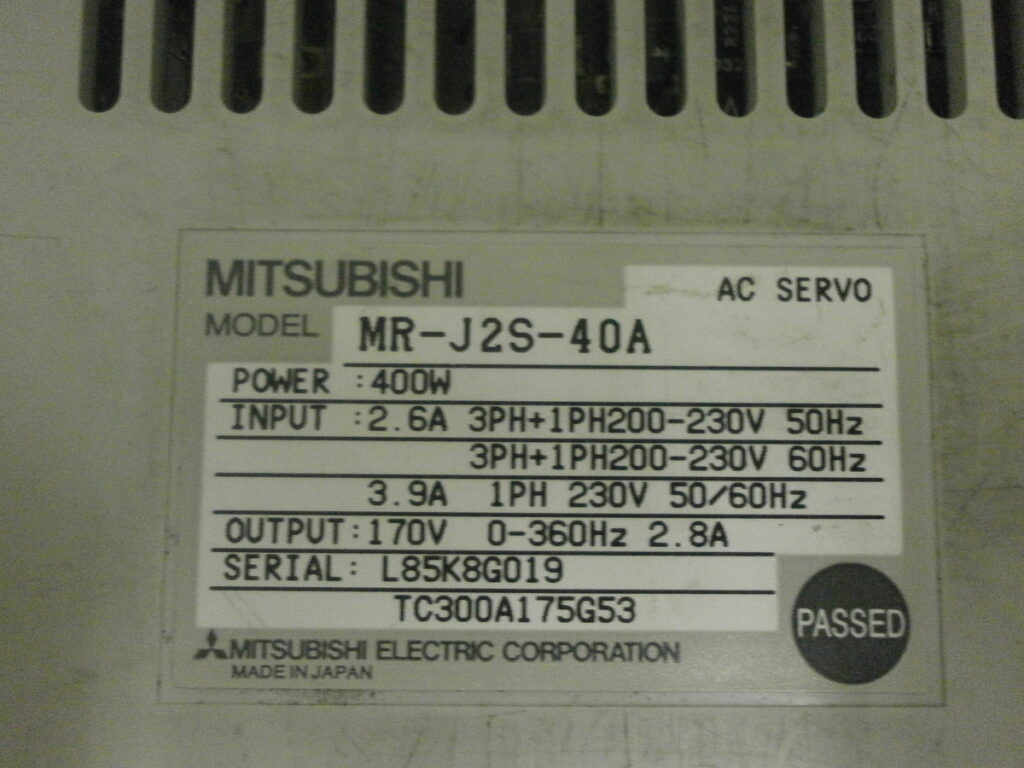 MITSUBISHI
AC SERVO
MODEL MR-J2S-40A
POWER :400W
INPUT :2.6A 3PH+1PH200-230V 50Hz
3PH+1PH200-230V 60Hz
3.9A 1PH 230V 50/60Hz
OUTPUT:170V 0-360Hz 2.8A
SERIAL: L85K8G019
TC300A175G53
PASSED
MITSUBISHI ELECTRIC CORPORATION
MADE IN JAPAN